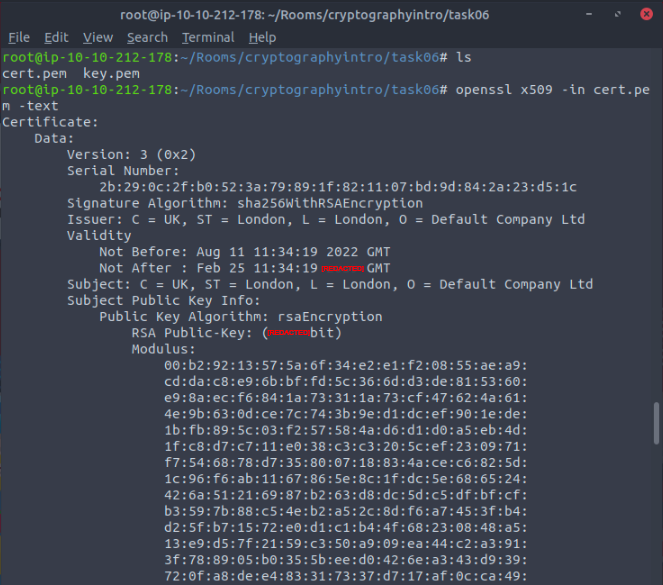 root@ip-10-10-212-178: ~/Rooms/cryptographyintro/task06
File Edit View Search Terminal Help
root@ip-10-10-212-178:~/Rooms/cryptographyintro/task06# ls
cert.pem key.pem
root@ip-10-10-212-178:~/Rooms/cryptographyintro/task06# openssl x509 -in cert.pe
m -text
Certificate:
Data:
Version: 3 (0x2)
Serial Number:
2b:29:0c:2f:b0:52:3a:79:89:1f:82:11:07:bd:9d:84:2a:23:d5:1c
Signature Algorithm: sha256WithRSAEncryption
Issuer: C = UK, ST = London, L = London, O = Default Company Ltd
Validity
Not Before: Aug 11 11:34:19 2022 GMT
Not After : Feb 25 11:34:19 REDACTED GMT
Subject: C = UK, ST = London, L = London, O = Default Company Ltd
Subject Public Key Info:
Public Key Algorithm: rsaEncryption
RSA Public-Key: (REDACTED bit)
Modulus:
00:b2:92:13:57:5a:6f:34:e2:e1:f2:08:55:ae:a9:
cd:da:c8:e9:6b:bf:fd:5c:36:6d:d3:de:81:53:60:
e9:8a:ec:f6:84:1a:73:31:1a:73:cf:47:62:4a:61:
4e:9b:63:0d:ce:7c:74:3b:9e:d1:dc:ef:90:1e:de:
1b:fb:89:5c:03:f2:57:58:4a:d6:d1:d0:a5:eb:4d:
1f:c8:d7:c7:11:e0:38:c3:c3:20:5c:ef:23:09:71:
f7:54:68:78:d7:35:80:07:18:83:4a:ce:c6:82:5d:
1c:96:f6:ab:11:67:86:5e:8c:1f:dc:5e:68:65:24:
42:6a:51:21:69:87:b2:63:d8:dc:5d:c5:df:bf:cf:
b3:59:7b:88:c5:4e:b2:a5:2c:8d:f6:a7:45:3f:b4:
d2:5f:b7:15:72:e0:d1:c1:b4:4f:68:23:08:48:a5:
13:e9:d5:7f:21:59:c3:50:a9:09:ea:44:c2:a3:91:
3f:78:89:05:b0:35:5b:ee:d0:42:6e:a3:43:d9:39:
72:0f:a8:de:e4:83:31:73:37:d7:17:af:0c:ca:49: